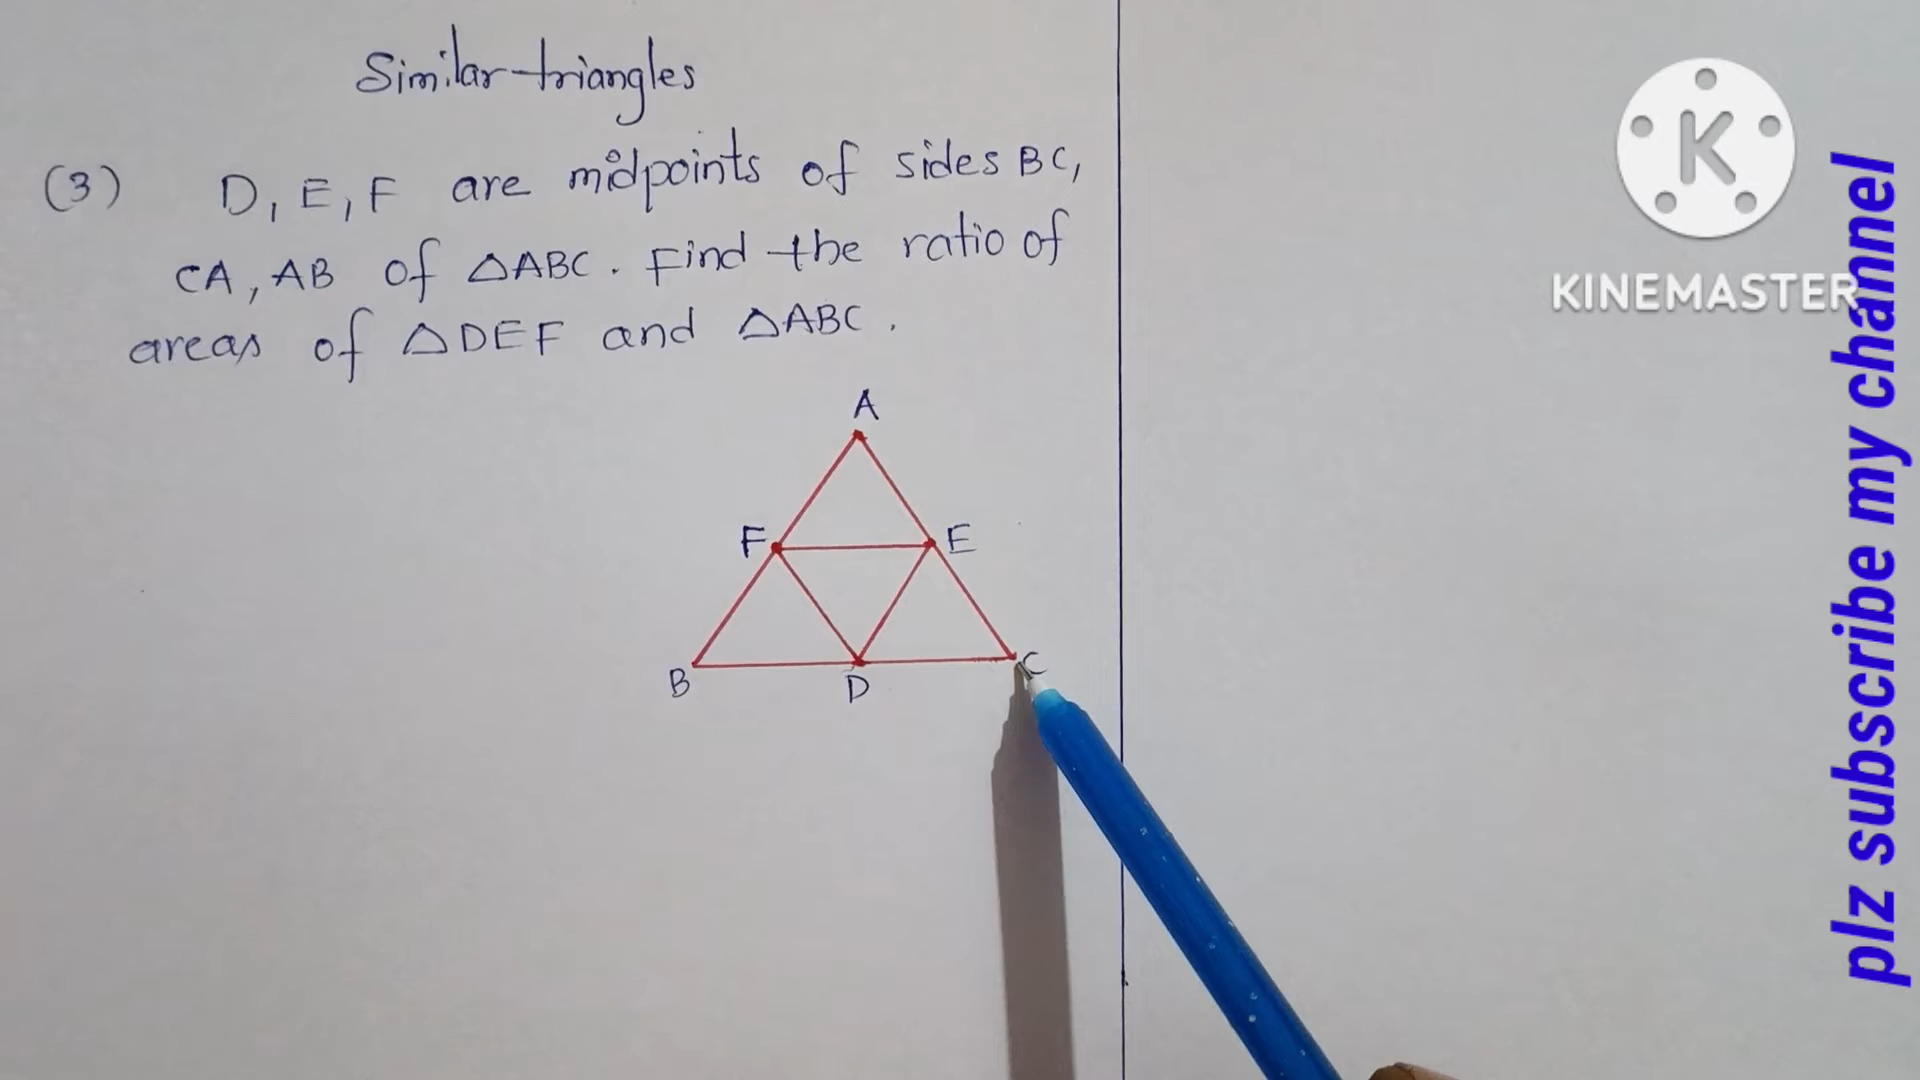 Similar triangles
(3) D, E, F are midpoints of sides BC,
CA, AB of △ABC. Find the ratio of
areas of △DEF and △ABC.
A
F E
B D C
K
KINEMASTER
plz subscribe my channel